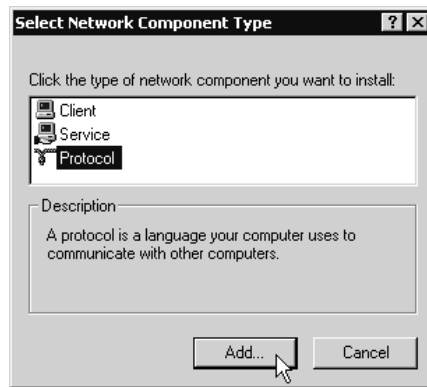 Select Network Component Type
Click the type of network component you want to install:
Client
Service
Protocol
Description
A protocol is a language your computer uses to
communicate with other computers.
Add...
Cancel